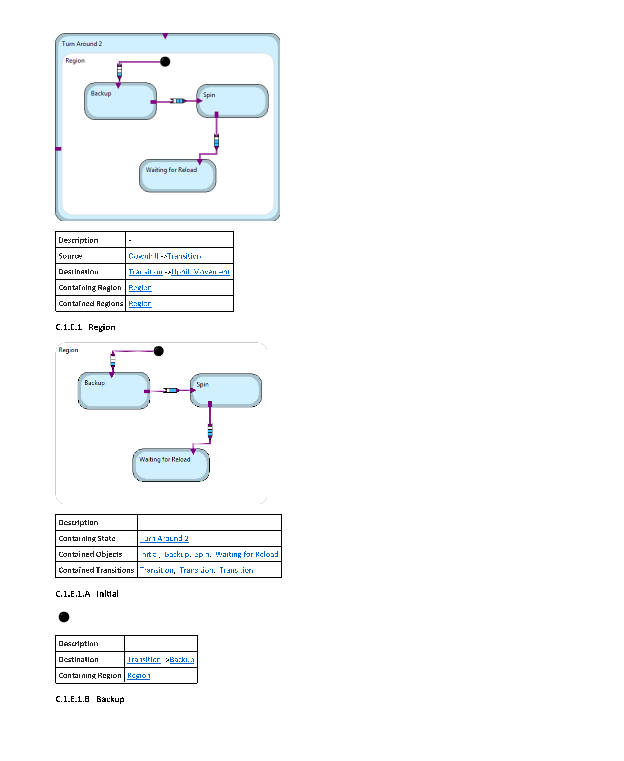 Turn Around 2
Region
Backup
Spin
Waiting for Reload
Description -
Source Downhill ->Transition
Destination Transition ->Uphill Movement
Containing Region Region
Contained Regions Region
C.1.E.1 Region
Region
Backup
Spin
Waiting for Reload
Description
Containing State Turn Around 2
Contained Objects Initial, Backup, Spin, Waiting for Reload
Contained Transitions Transition, Transition, Transition
C.1.E.1.A Initial
Description
Destination Transition ->Backup
Containing Region Region
C.1.E.1.B Backup